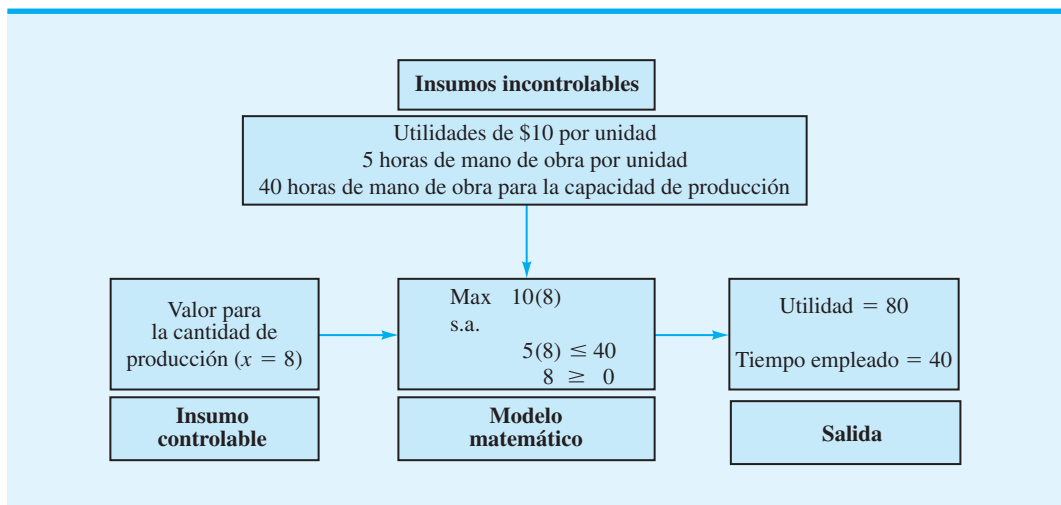 Insumos incontrolables
Utilidades de $10 por unidad
5 horas de mano de obra por unidad
40 horas de mano de obra para la capacidad de producción
Valor para
la cantidad de
producción (x = 8)
Insumo
controlable
Max 10(8)
s.a.
5(8) ≤ 40
8 ≥ 0
Modelo
matemático
Utilidad = 80
Tiempo empleado = 40
Salida